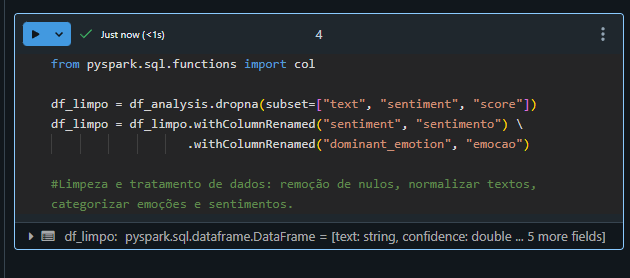 Just now (<1s)
4
from pyspark.sql.functions import col
df_limpo = df_analysis.dropna(subset=["text", "sentiment", "score"])
df_limpo = df_limpo.withColumnRenamed("sentiment", "sentimento") \
.withColumnRenamed("dominant_emotion", "emocao")
#Limpeza e tratamento de dados: remoção de nulos, normalizar textos,
categorizar emoções e sentimentos.
df_limpo: pyspark.sql.dataframe.DataFrame = [text: string, confidence: double ... 5 more fields]